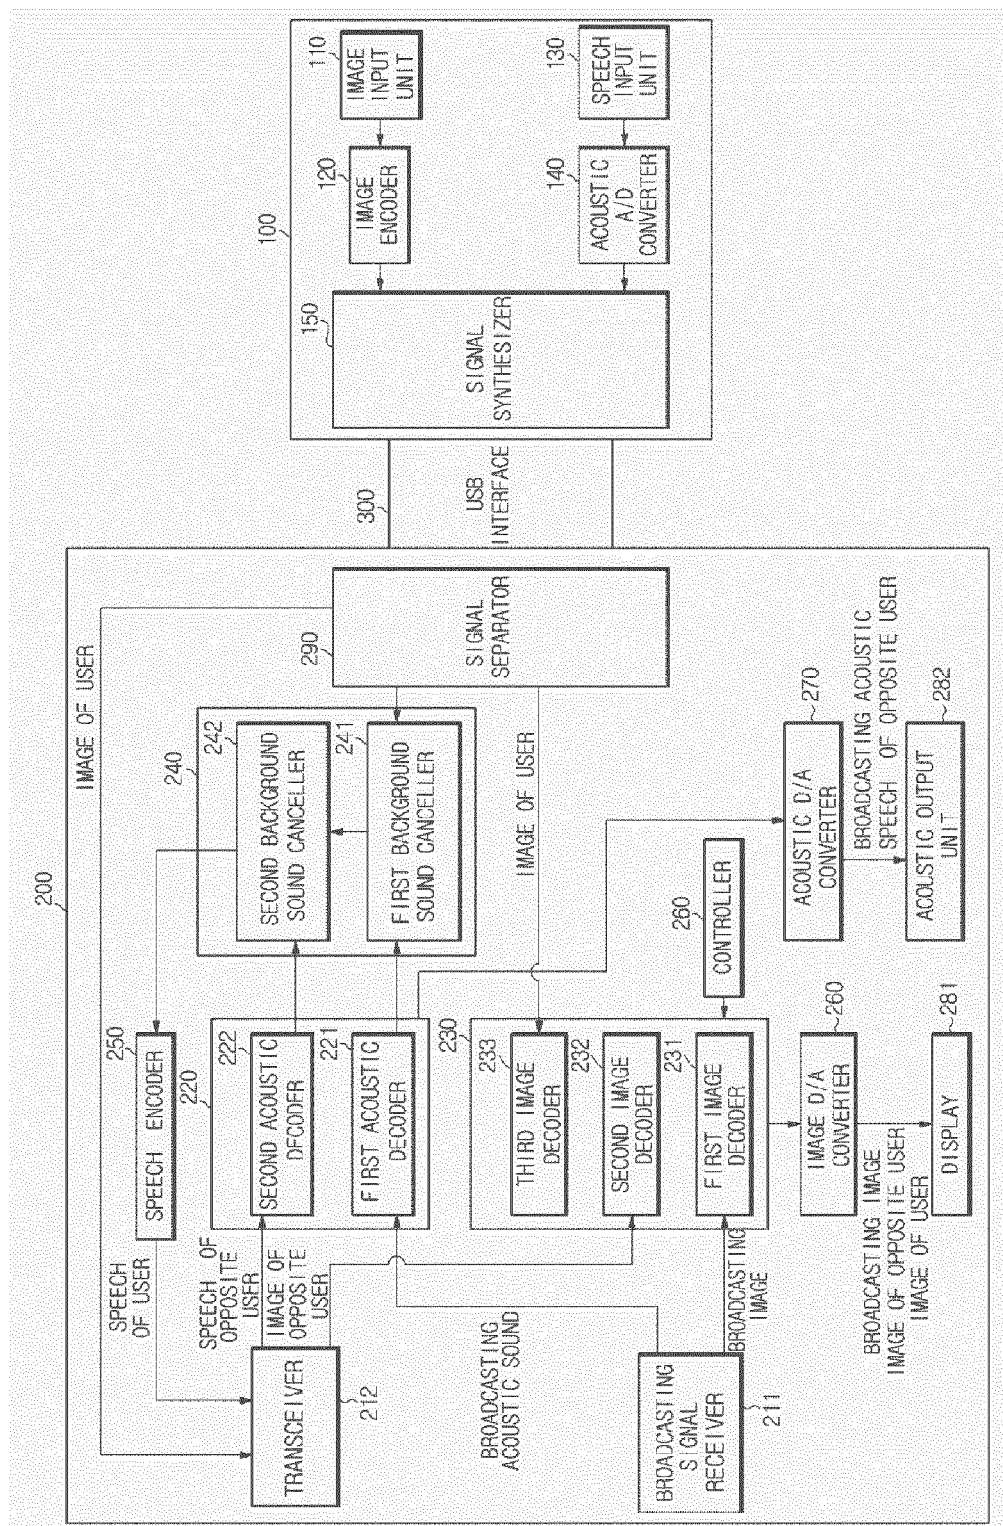 100
110
IMAGE
INPUT
UNIT
120
IMAGE
ENCODER
130
SPEECH
INPUT
UNIT
140
ACOUSTIC
A/D
CONVERTER
150
SIGNAL
SYNTHESIZER
300
USB
INTERFACE
200
IMAGE OF USER
290
SIGNAL
SEPARATOR
240
242
SECOND BACKGROUND
SOUND CANCELLER
241
FIRST BACKGROUND
SOUND CANCELLER
IMAGE OF USER
250
SPEECH ENCODER
220
222
SECOND ACOUSTIC
DFCODFR
221
FIRST ACOUSTIC
DECODER
230
233
THIRD IMAGE
DECODER
232
SECOND IMAGE
DECODER
231
FIRST IMAGE
DECODER
260
CONTROLLER
270
ACOUSTIC D/A
CONVERTER
BROADCASTING ACOUSTIC
SPEECH OF OPPOSITE USER
282
ACOUSTIC OUTPUT
UNIT
260
IMAGE D/A
CONVERTER
281
DISPLAY
BROADCASTING IMAGE
IMAGE OF OPPOSITE USER
IMAGE OF USER
SPEECH
OF USER
SPEECH OF
OPPOSITE
USER
IMAGE OF
OPPOSITE
USER
BROADCASTING
ACOUSTIC SOUND
BROADCASTING
IMAGE
TRANSCEIVER
212
BROADCASTING
SIGNAL
RECEIVER
211